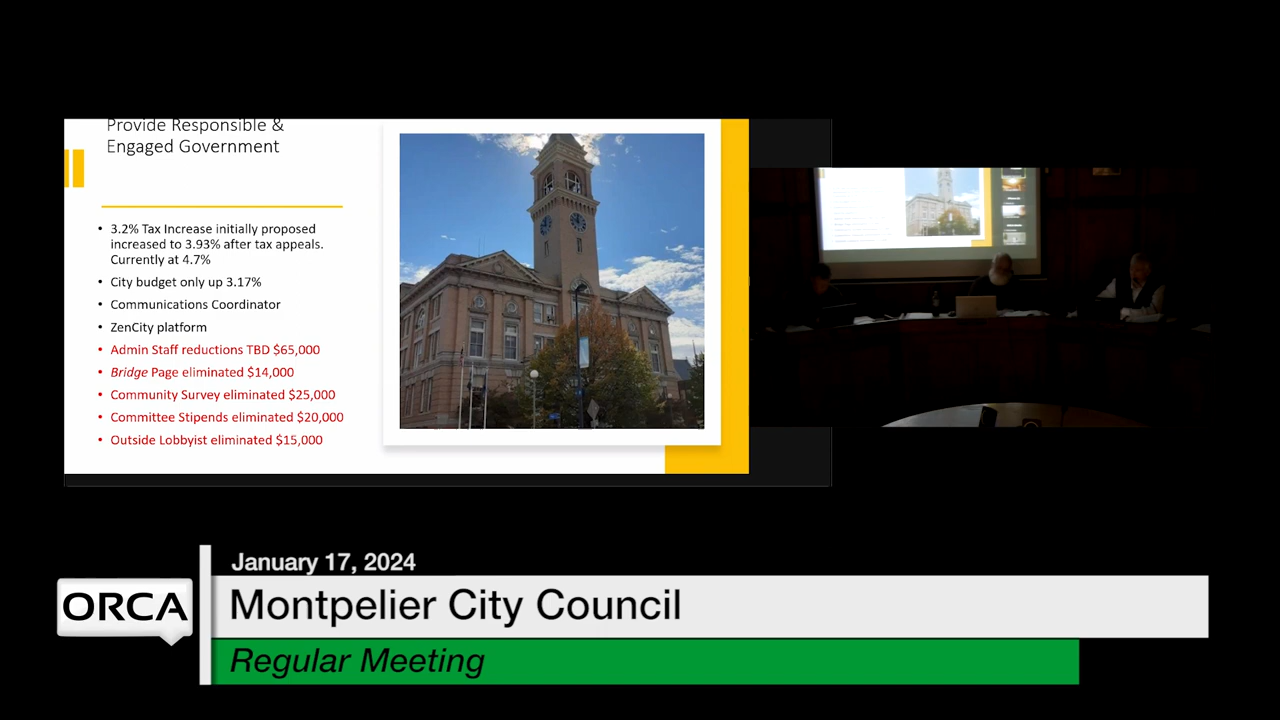 Provide Responsible &
Engaged Government
• 3.2% Tax Increase initially proposed
increased to 3.93% after tax appeals.
Currently at 4.7%
• City budget only up 3.17%
• Communications Coordinator
• ZenCity platform
• Admin Staff reductions TBD $65,000
• Bridge Page eliminated $14,000
• Community Survey eliminated $25,000
• Committee Stipends eliminated $20,000
• Outside Lobbyist eliminated $15,000
January 17, 2024
ORCA
Montpelier City Council
Regular Meeting